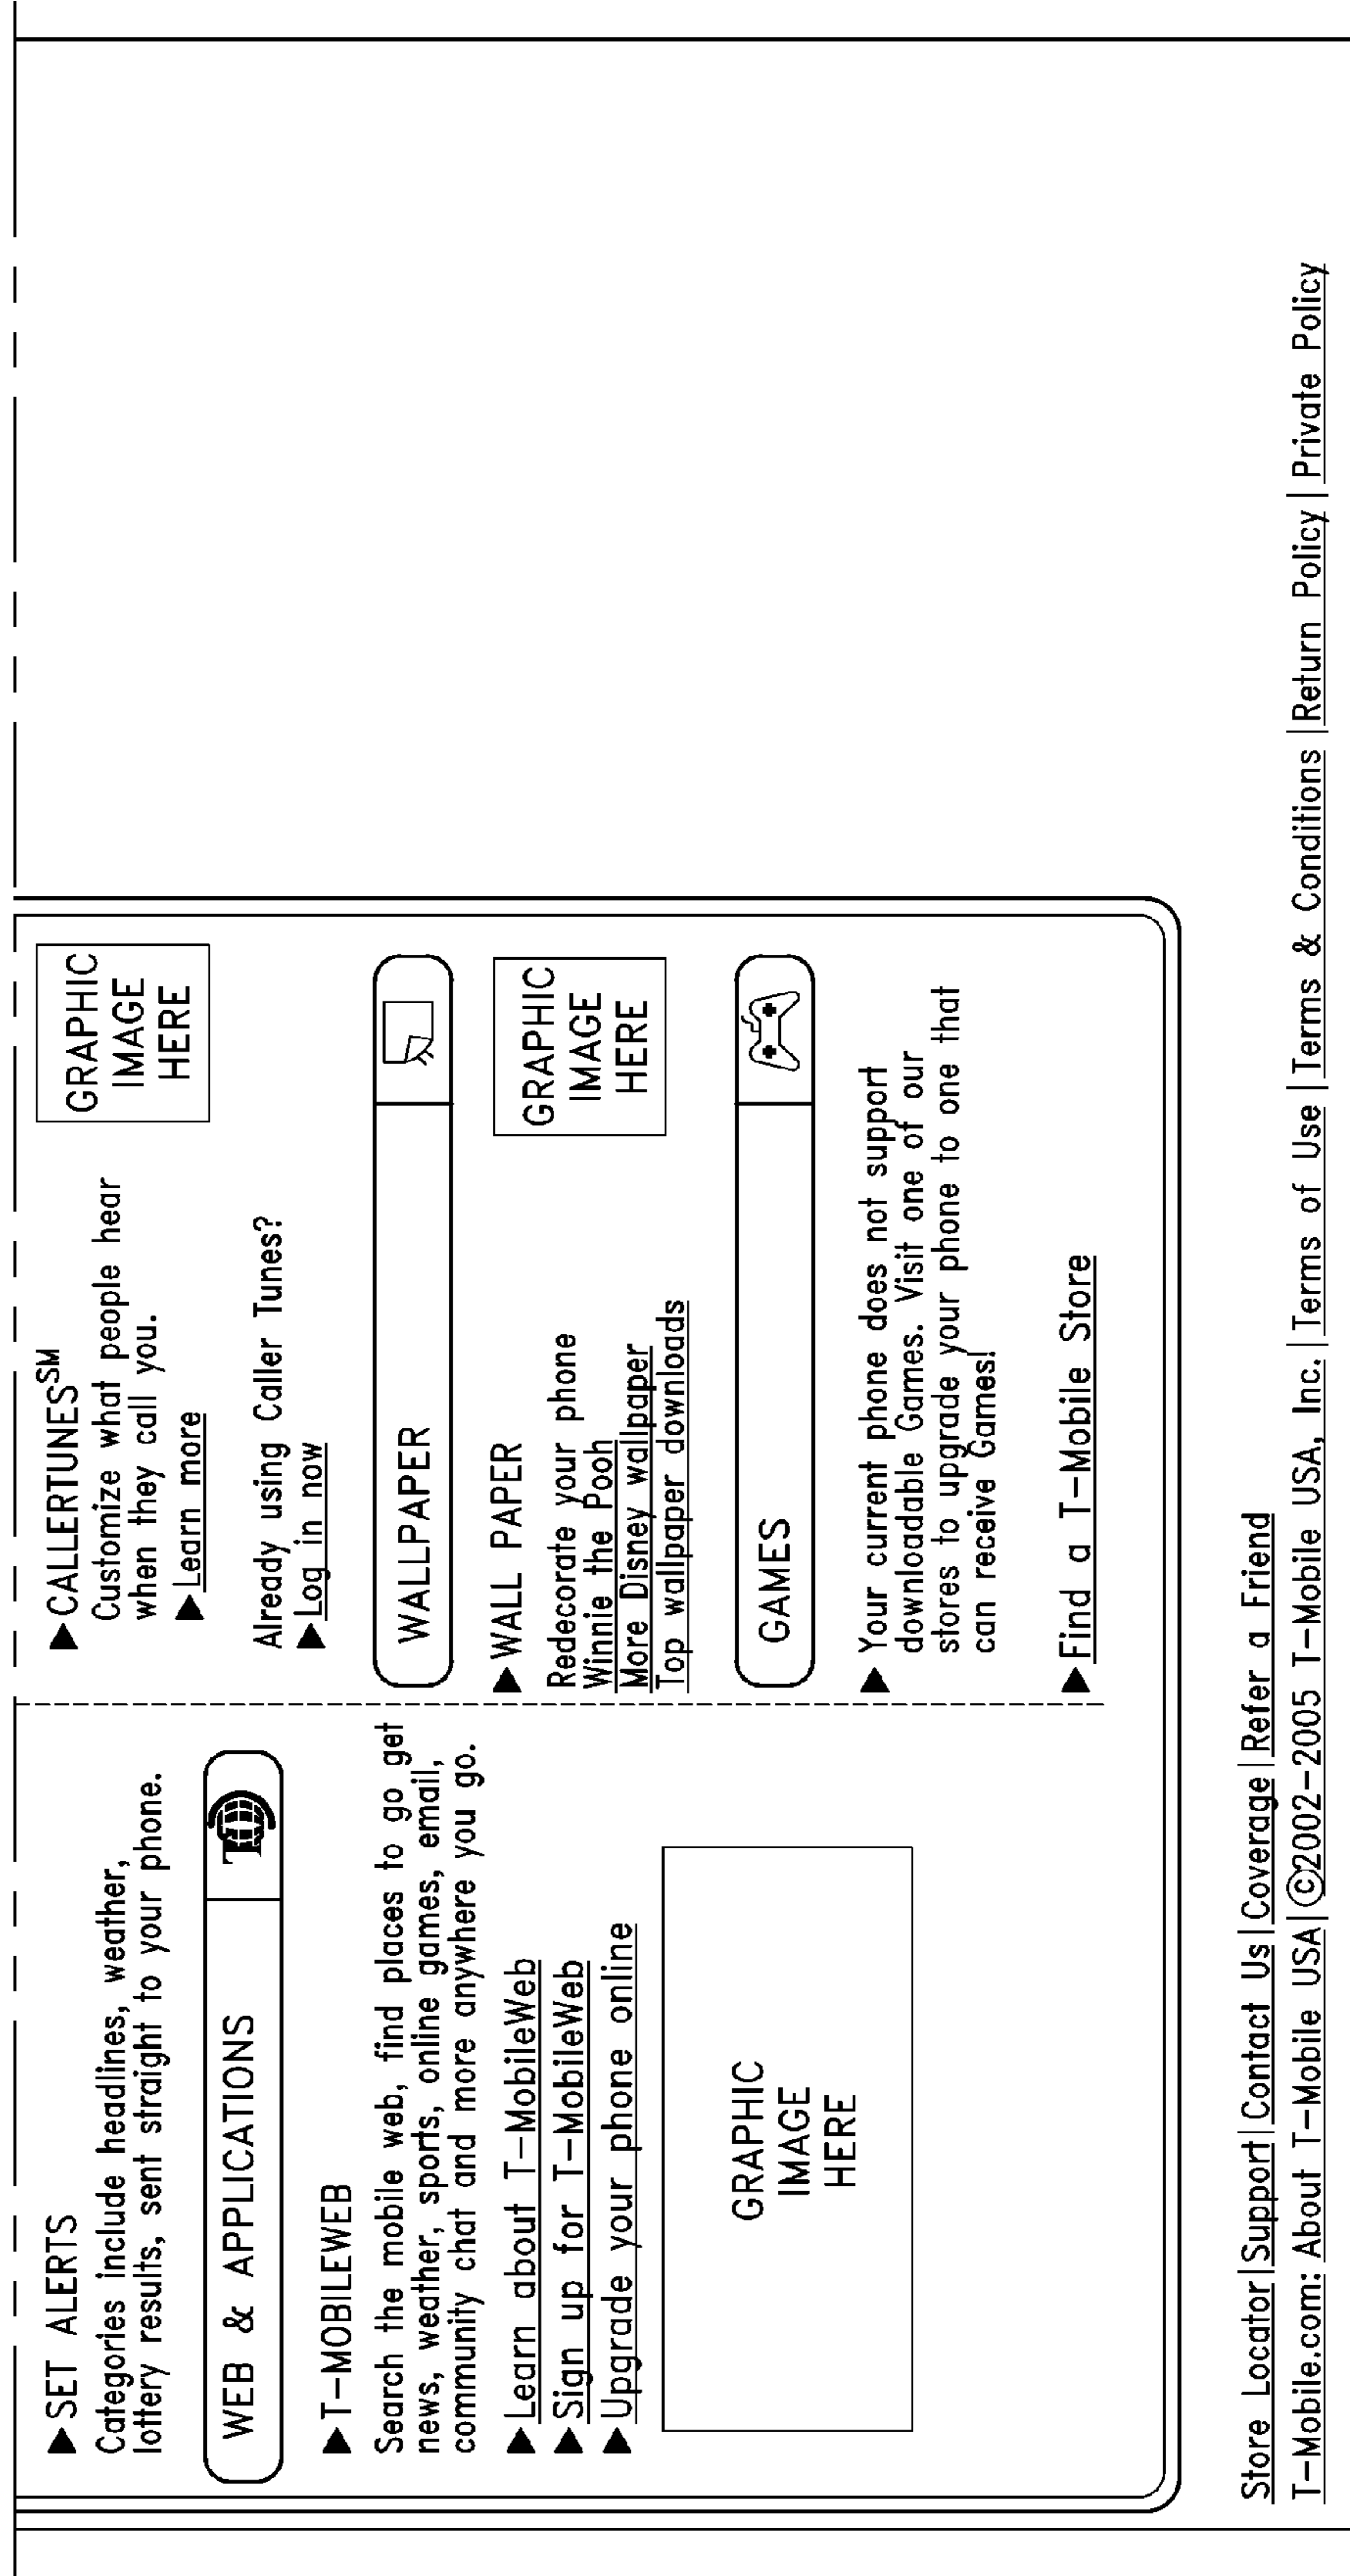 ▶SET ALERTS
Categories include headlines, weather,
lottery results, sent straight to your phone.
WEB & APPLICATIONS
▶T-MOBILEWEB
Search the mobile web, find places to go get
news, weather, sports, online games, email,
community chat and more anywhere you go.
▶Learn about T-MobileWeb
▶Sign up for T-MobileWeb
▶Upgrade your phone online
GRAPHIC
IMAGE
HERE
▶CALLERTUNES℠
Customize what people hear
when they call you.
▶Learn more
Already using Caller Tunes?
▶Log in now
GRAPHIC
IMAGE
HERE
WALLPAPER
▶WALL PAPER
Redecorate your phone
Winnie the Pooh
More Disney wallpaper
Top wallpaper downloads
GRAPHIC
IMAGE
HERE
GAMES
▶Your current phone does not support
downloadable Games. Visit one of our
stores to upgrade your phone to one that
can receive Games!
▶Find a T-Mobile Store
Store Locator|Support|Contact Us|Coverage|Refer a Friend
T-Mobile.com: About T-Mobile USA|©2002-2005 T-Mobile USA, Inc.|Terms of Use|Terms & Conditions|Return Policy|Private Policy